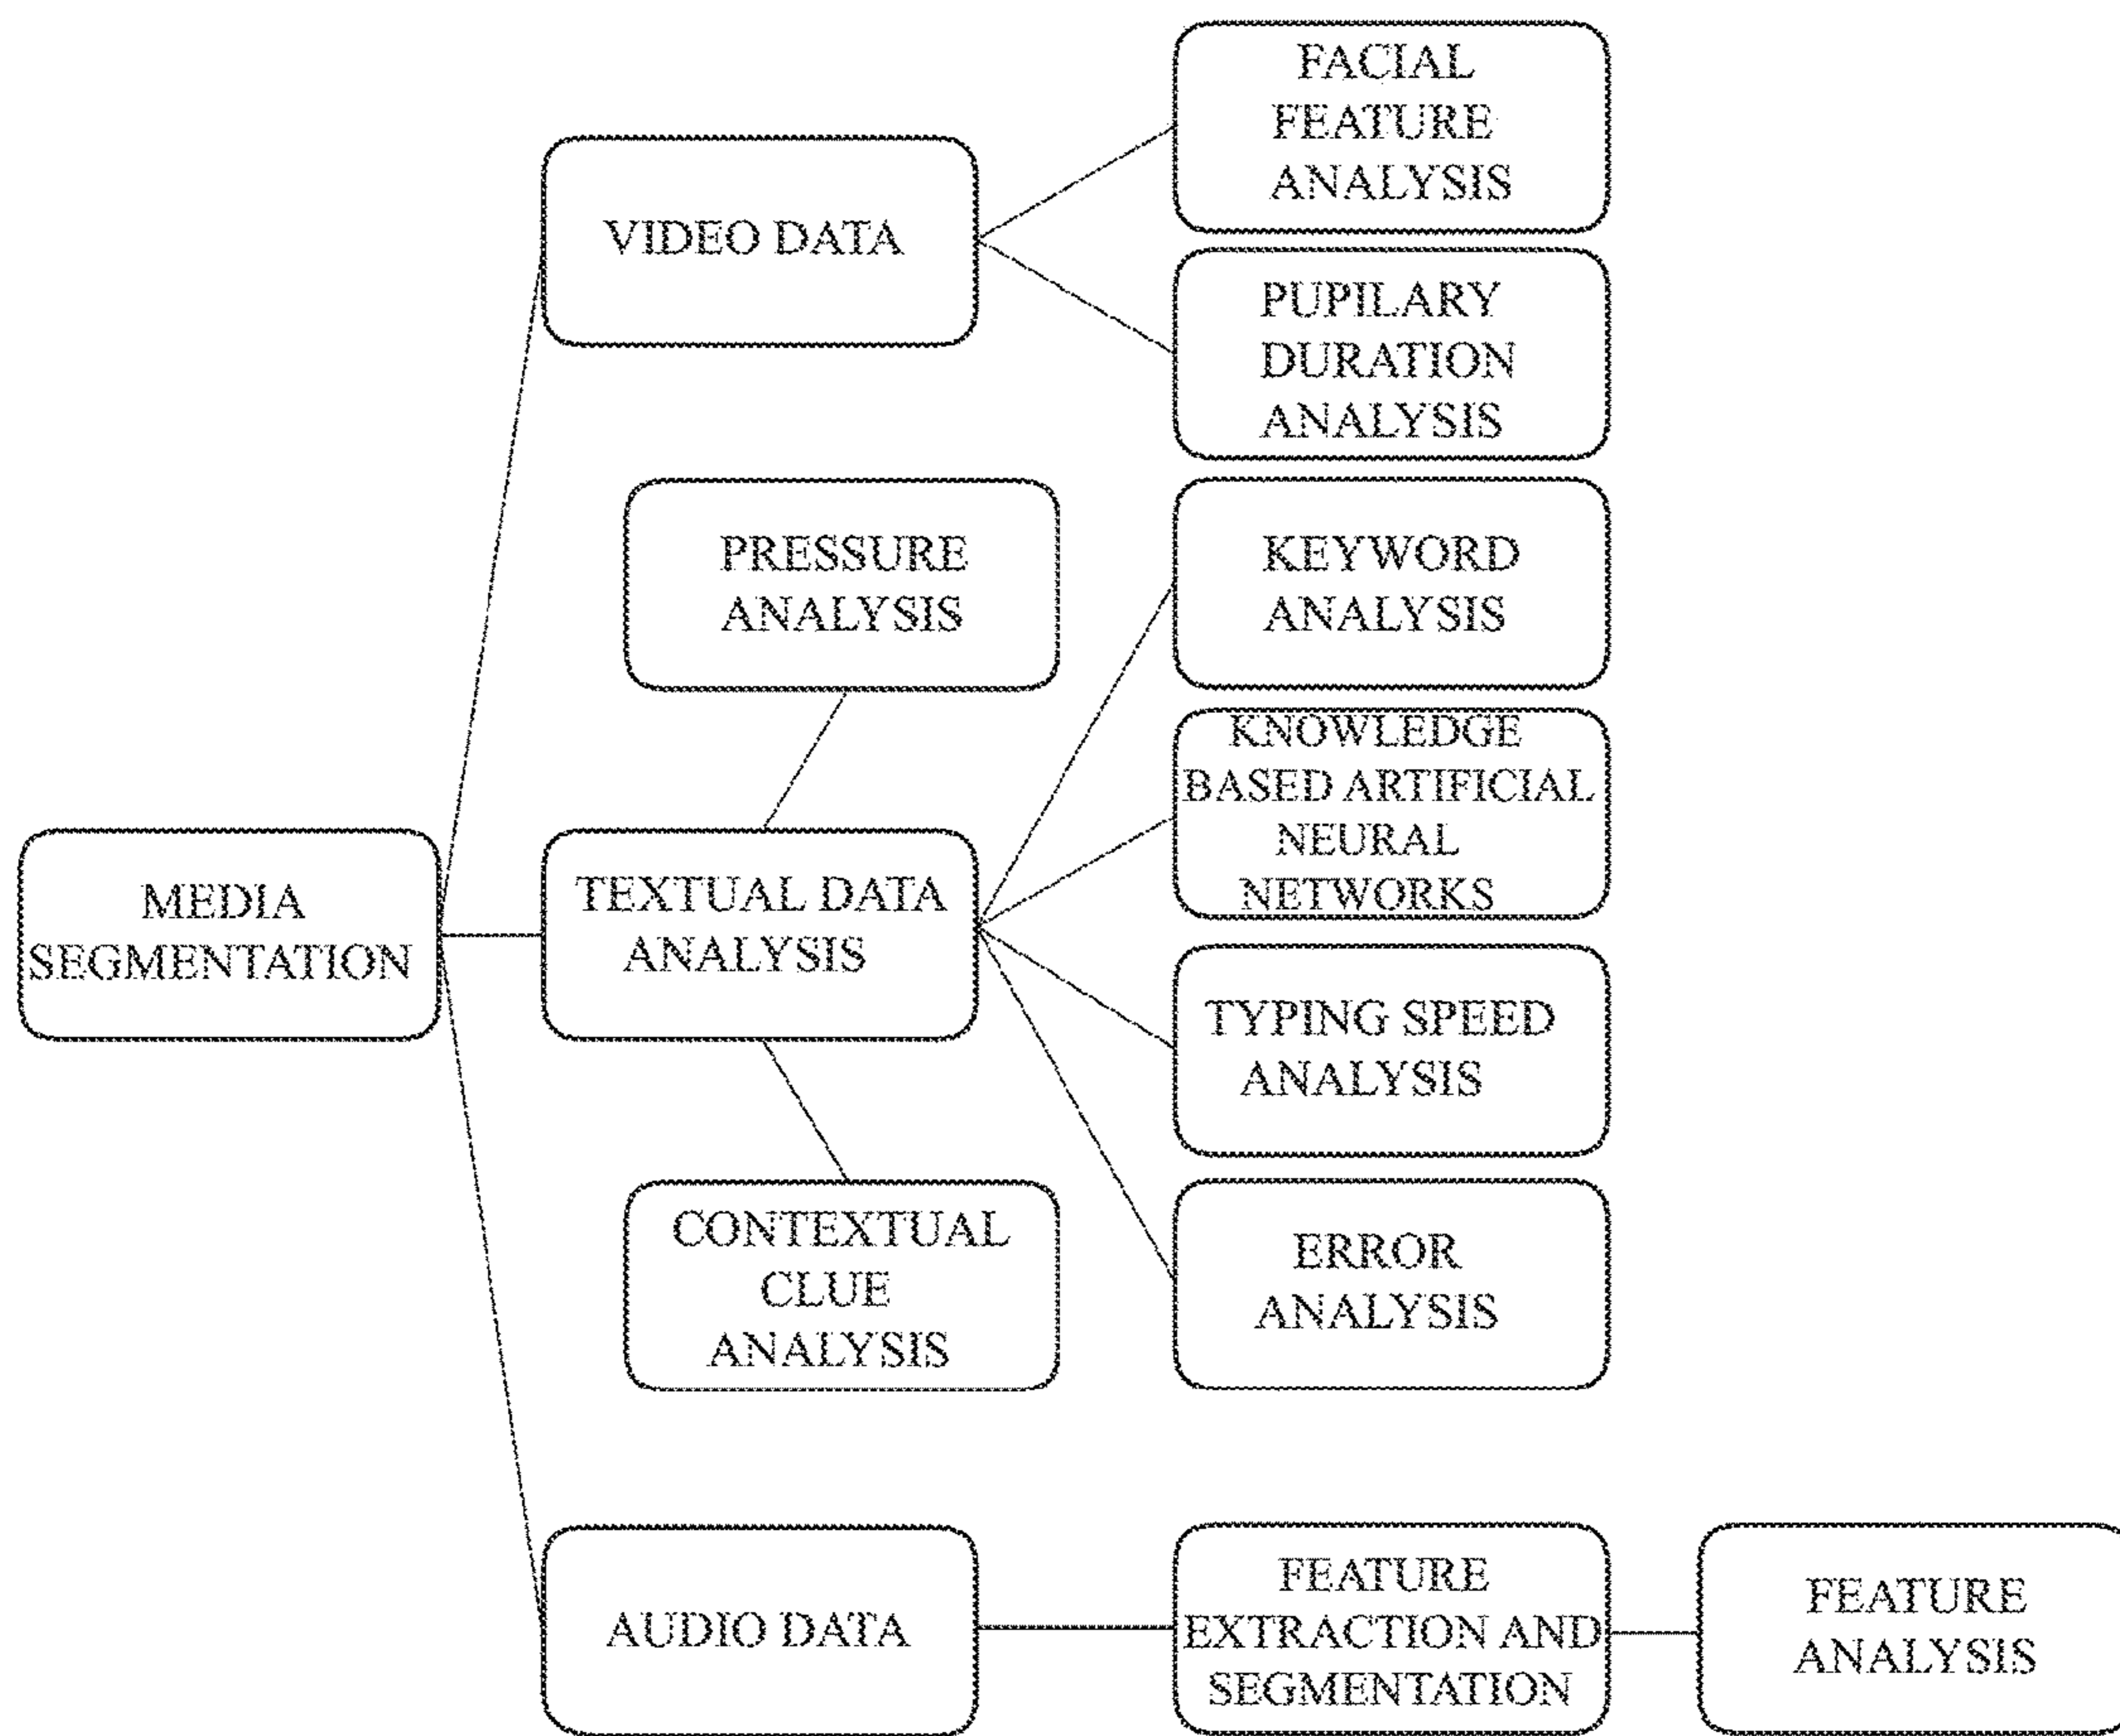 FACIAL
FEATURE
ANALYSIS
VIDEO DATA
PUPILARY
DURATION
ANALYSIS
PRESSURE
ANALYSIS
KEYWORD
ANALYSIS
KNOWLEDGE
BASED ARTIFICIAL
NEURAL
NETWORKS
MEDIA
SEGMENTATION
TEXTUAL DATA
ANALYSIS
TYPING SPEED
ANALYSIS
CONTEXTUAL
CLUE
ANALYSIS
ERROR
ANALYSIS
AUDIO DATA
FEATURE
EXTRACTION AND
SEGMENTATION
FEATURE
ANALYSIS